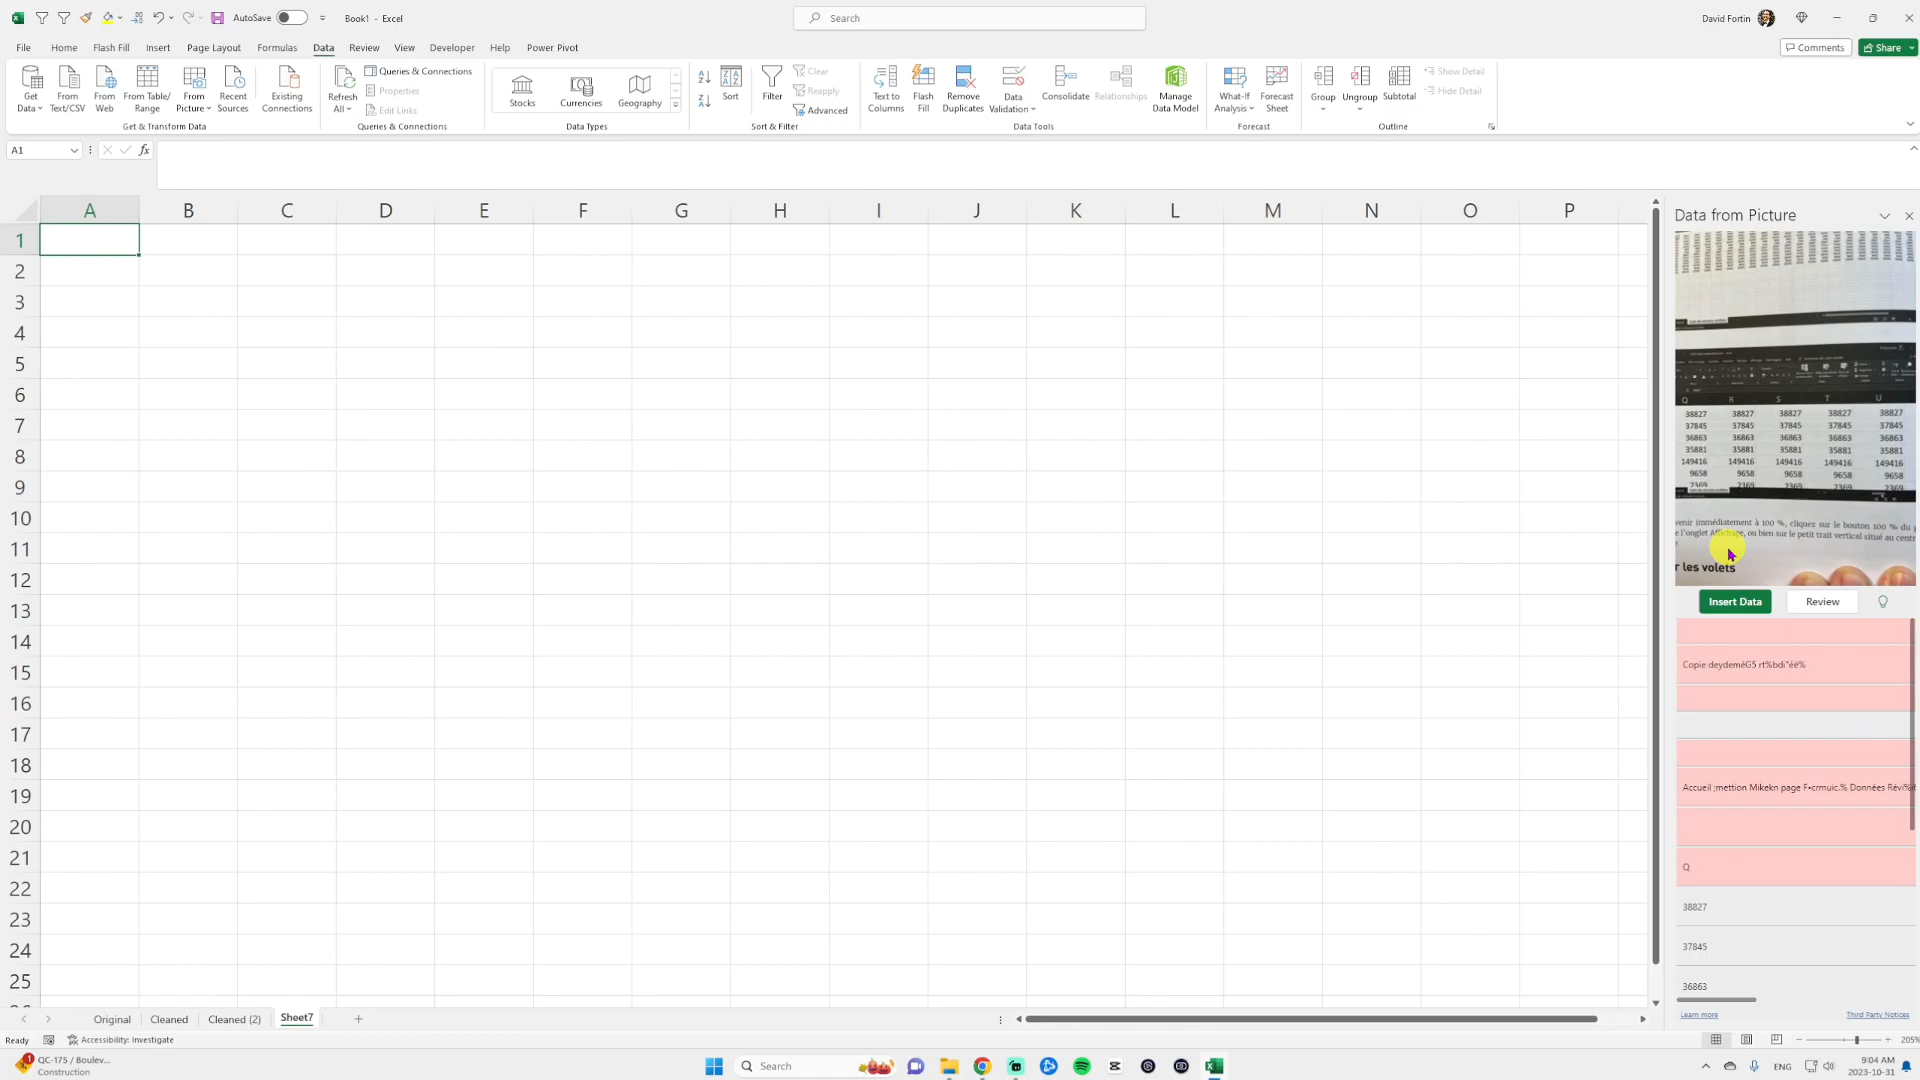 AutoSave
Book1 - Excel
Search
David Fortin
File Home Flash Fill Insert Page Layout Formulas Data Review View Developer Help Power Pivot
Comments
Share
Get Data
From Text/CSV
From Web
From Table/ Range
From Picture
Recent Sources
Existing Connections
Get & Transform Data
Refresh All
Queries & Connections
Properties
Edit Links
Queries & Connections
Stocks
Currencies
Geography
Data Types
Sort
Filter
Clear
Reapply
Advanced
Sort & Filter
Text to Columns
Flash Fill
Remove Duplicates
Data Validation
Consolidate
Relationships
Manage Data Model
Data Tools
What-If Analysis
Forecast Sheet
Forecast
Group
Ungroup
Subtotal
Show Detail
Hide Detail
Outline
A1
fx
A B C D E F G H I J K L M N O P
1
2
3
4
5
6
7
8
9
10
11
12
13
14
15
16
17
18
19
20
21
22
23
24
25
Data from Picture
Q R S T U
38827 38827 38827 38827 38827
37845 37845 37845 37845 37845
36863 36863 36863 36863 36863
35881 35881 35881 35881 35881
149416 149416 149416 149416 149416
9658 9658 9658 9658 9658
2369 2369 2369 2369 2369
venir immédiatement à 100 %, cliquez sur le bouton 100 % du
e l'onglet Affichage, ou bien sur le petit trait vertical situé au centr
r les volets
Insert Data
Review
Copie deydeméG5 rt%bdi"éé%
Accueil ;mettion Mikekn page F•crmuic.% Données
Q
38827
37845
36863
Learn more
Third Party Notices
Original Cleaned Cleaned (2) Sheet7
Ready
Accessibility: Investigate
205%
1
QC-175 / Boulev...
Construction
Search
ENG
9:04 AM
2023-10-31